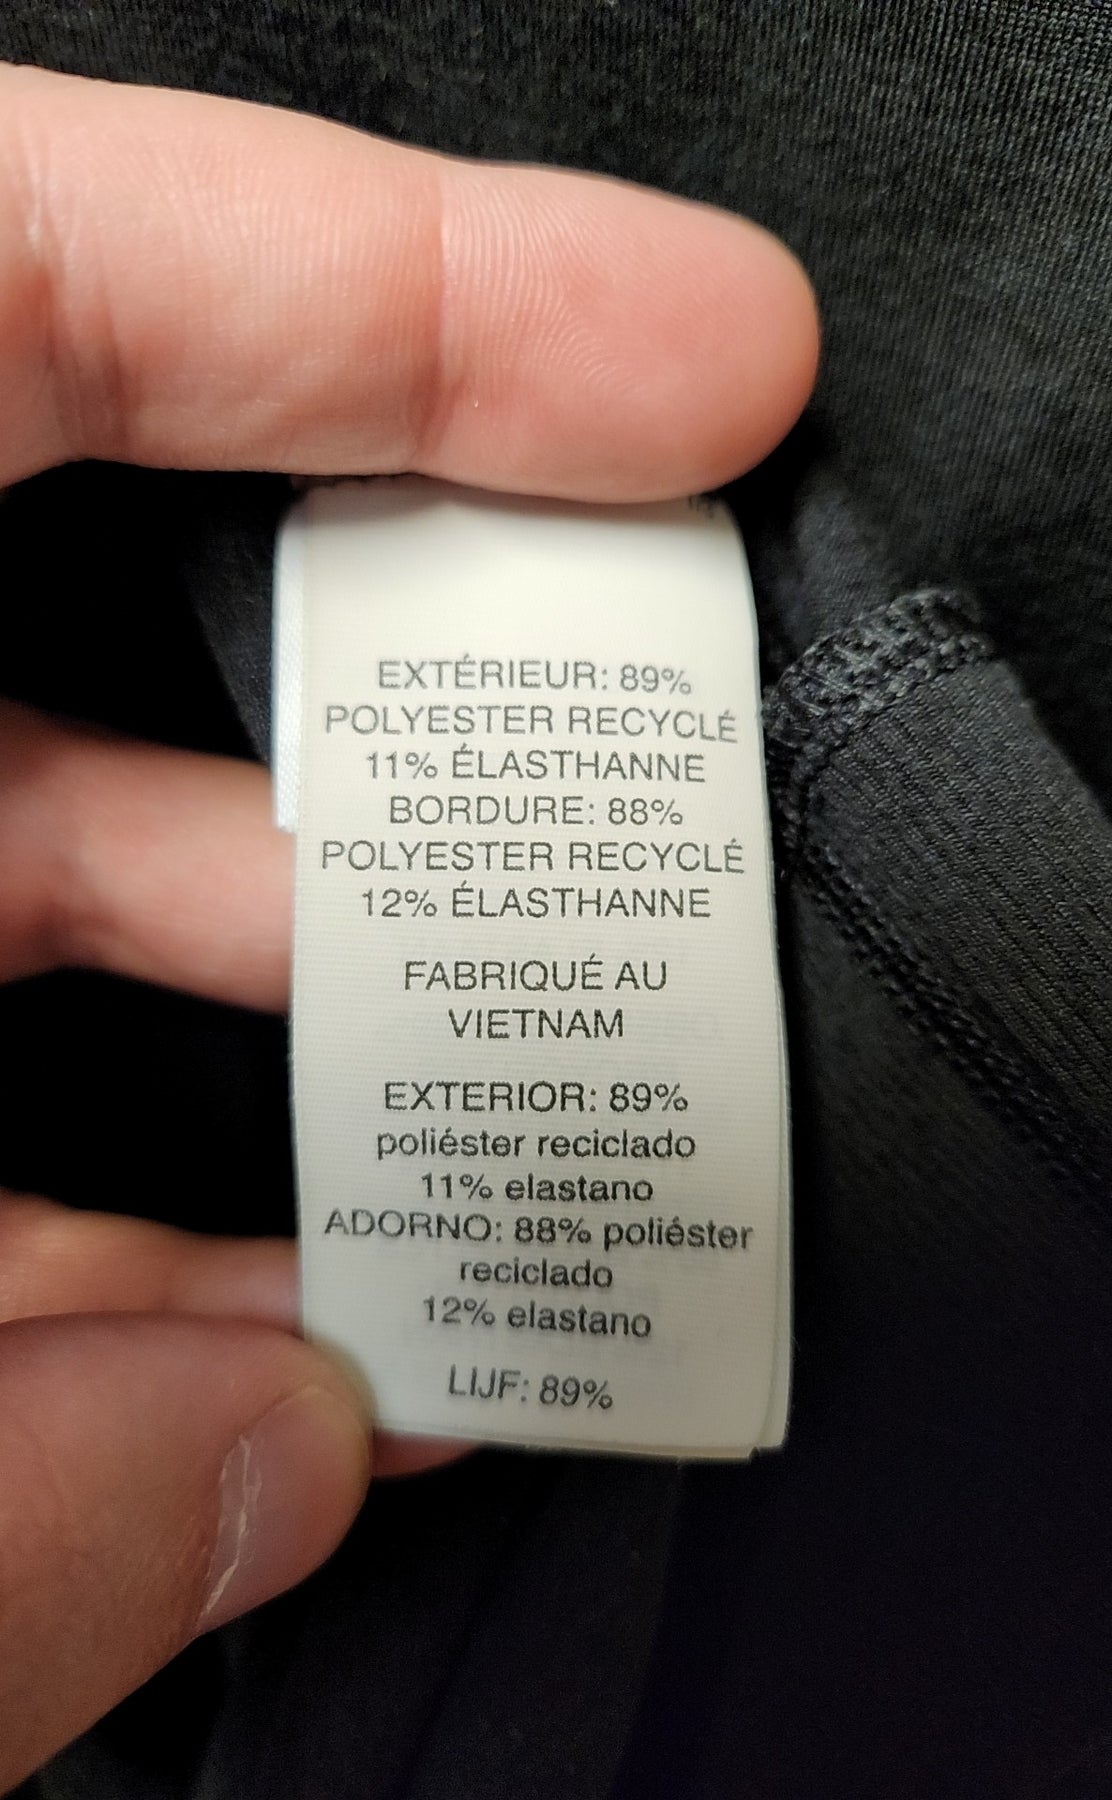 EXTÉRIEUR: 89%
POLYESTER RECYCLÉ
11% ÉLASTHANNE
BORDURE: 88%
POLYESTER RECYCLÉ
12% ÉLASTHANNE
FABRIQUÉ AU
VIETNAM
EXTERIOR: 89%
poliéster reciclado
11% elastano
ADORNO: 88% poliéster
reciclado
12% elastano
LIJF: 89%